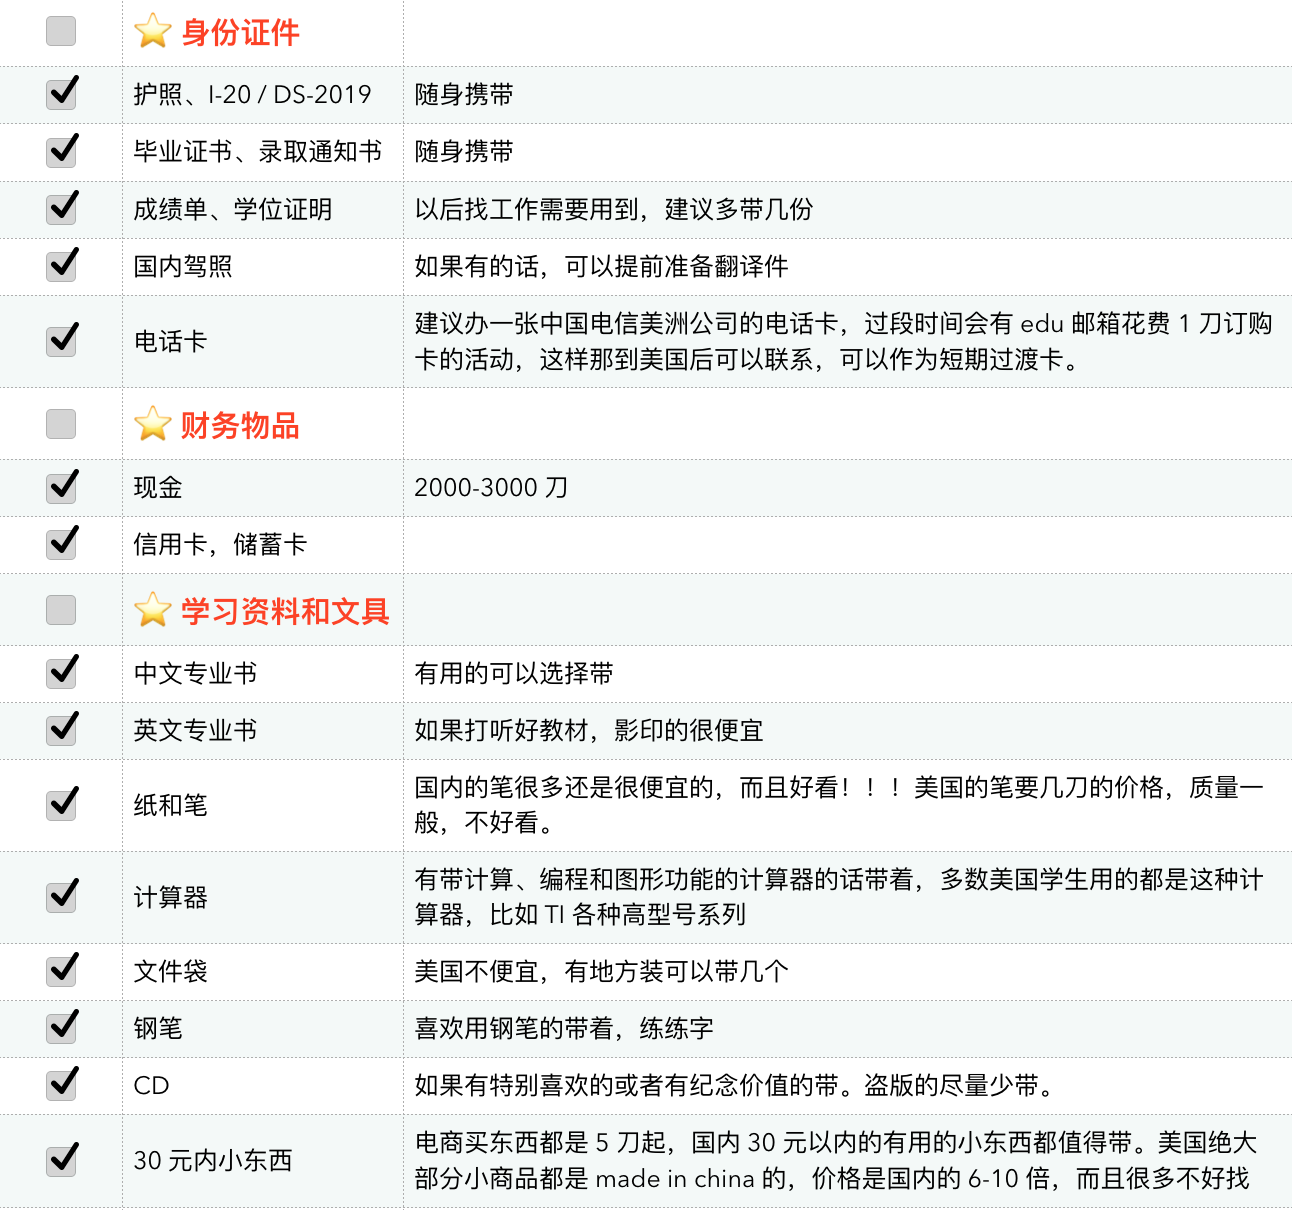 ⭐ 身份证件
护照、I-20 / DS-2019 随身携带
毕业证书、录取通知书 随身携带
成绩单、学位证明 以后找工作需要用到，建议多带几份
国内驾照 如果有的话，可以提前准备翻译件
电话卡
建议办一张中国电信美洲公司的电话卡，过段时间会有 edu 邮箱花费 1 刀订购
卡的活动，这样那到美国后可以联系，可以作为短期过渡卡。
⭐ 财务物品
现金 2000-3000 刀
信用卡，储蓄卡
⭐ 学习资料和文具
中文专业书 有用的可以选择带
英文专业书 如果打听好教材，影印的很便宜
纸和笔
国内的笔很多还是很便宜的，而且好看！！！美国的笔要几刀的价格，质量一
般，不好看。
计算器
有带计算、编程和图形功能的计算器的话带着，多数美国学生用的都是这种计
算器，比如 TI 各种高型号系列
文件袋 美国不便宜，有地方装可以带几个
钢笔 喜欢用钢笔的带着，练练字
CD 如果有特别喜欢的或者有纪念价值的带。盗版的尽量少带。
30 元内小东西
电商买东西都是 5 刀起，国内 30 元以内的有用的小东西都值得带。美国绝大
部分小商品都是 made in china 的，价格是国内的 6-10 倍，而且很多不好找